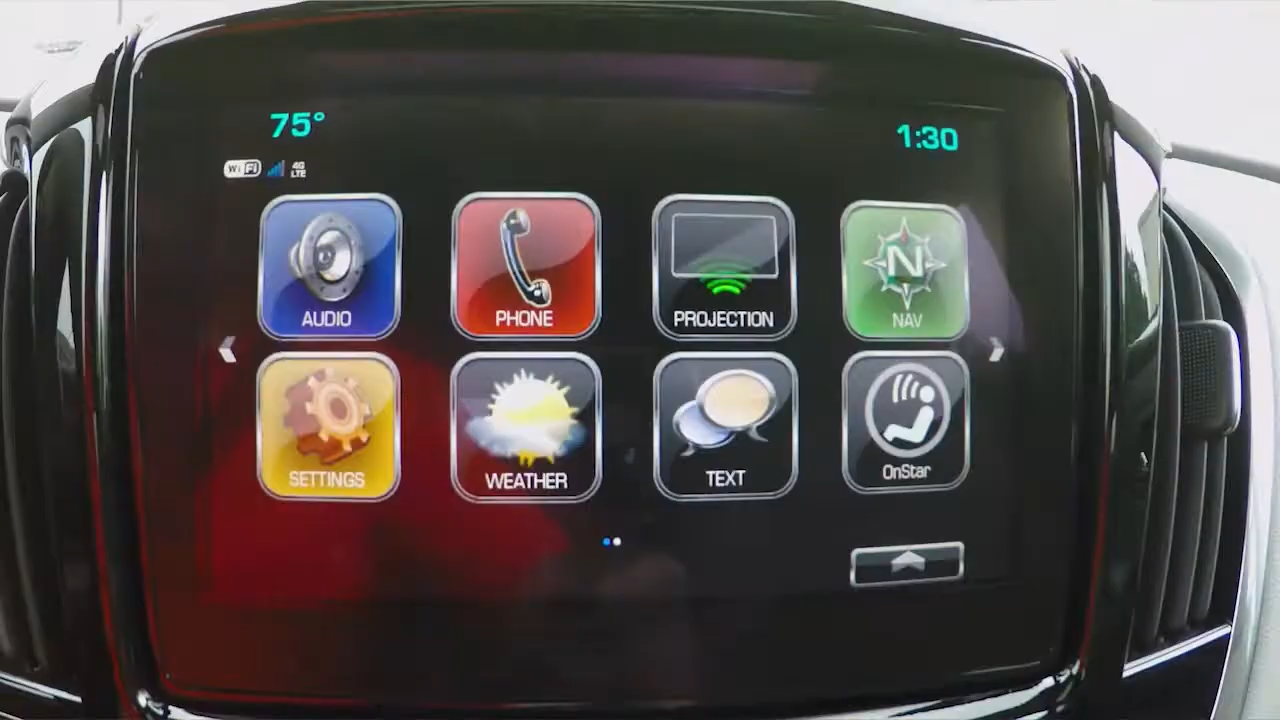 75°
1:30
WiFi 4G LTE
AUDIO
PHONE
PROJECTION
N
NAV
SETTINGS
WEATHER
TEXT
OnStar